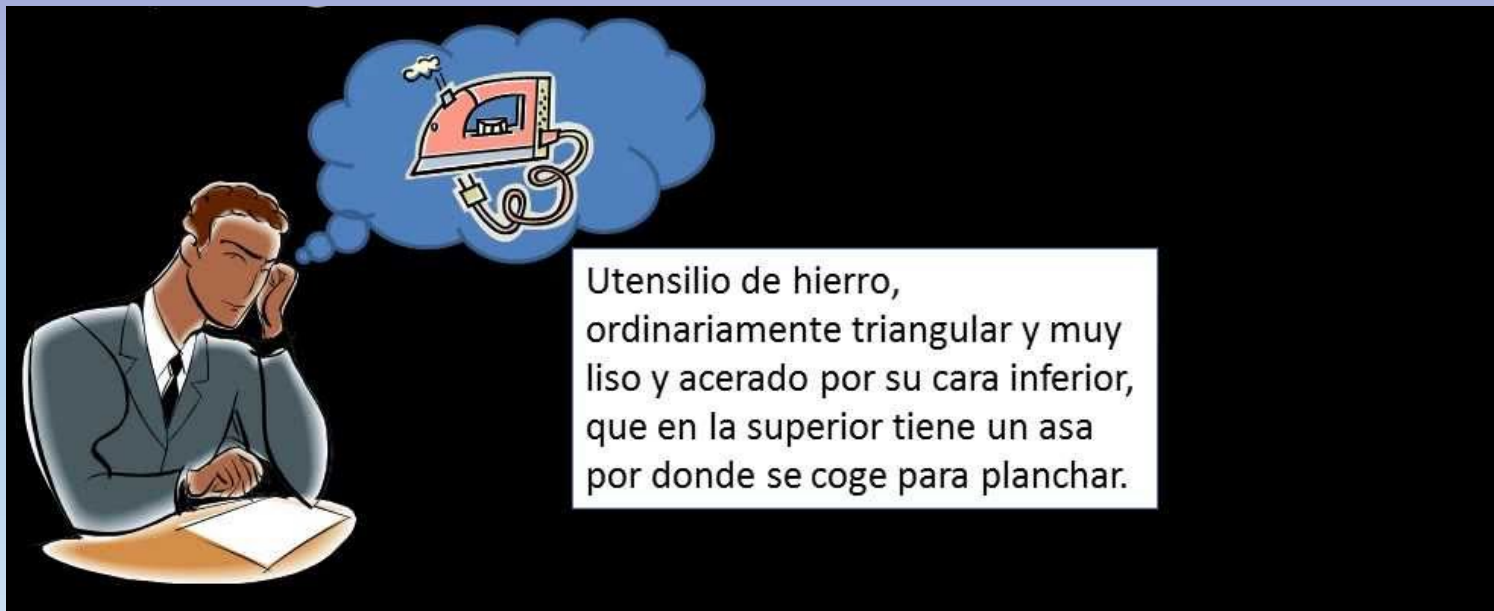 Utensilio de hierro,
ordinariamente triangular y muy
liso y acerado por su cara inferior,
que en la superior tiene un asa
por donde se coge para planchar.